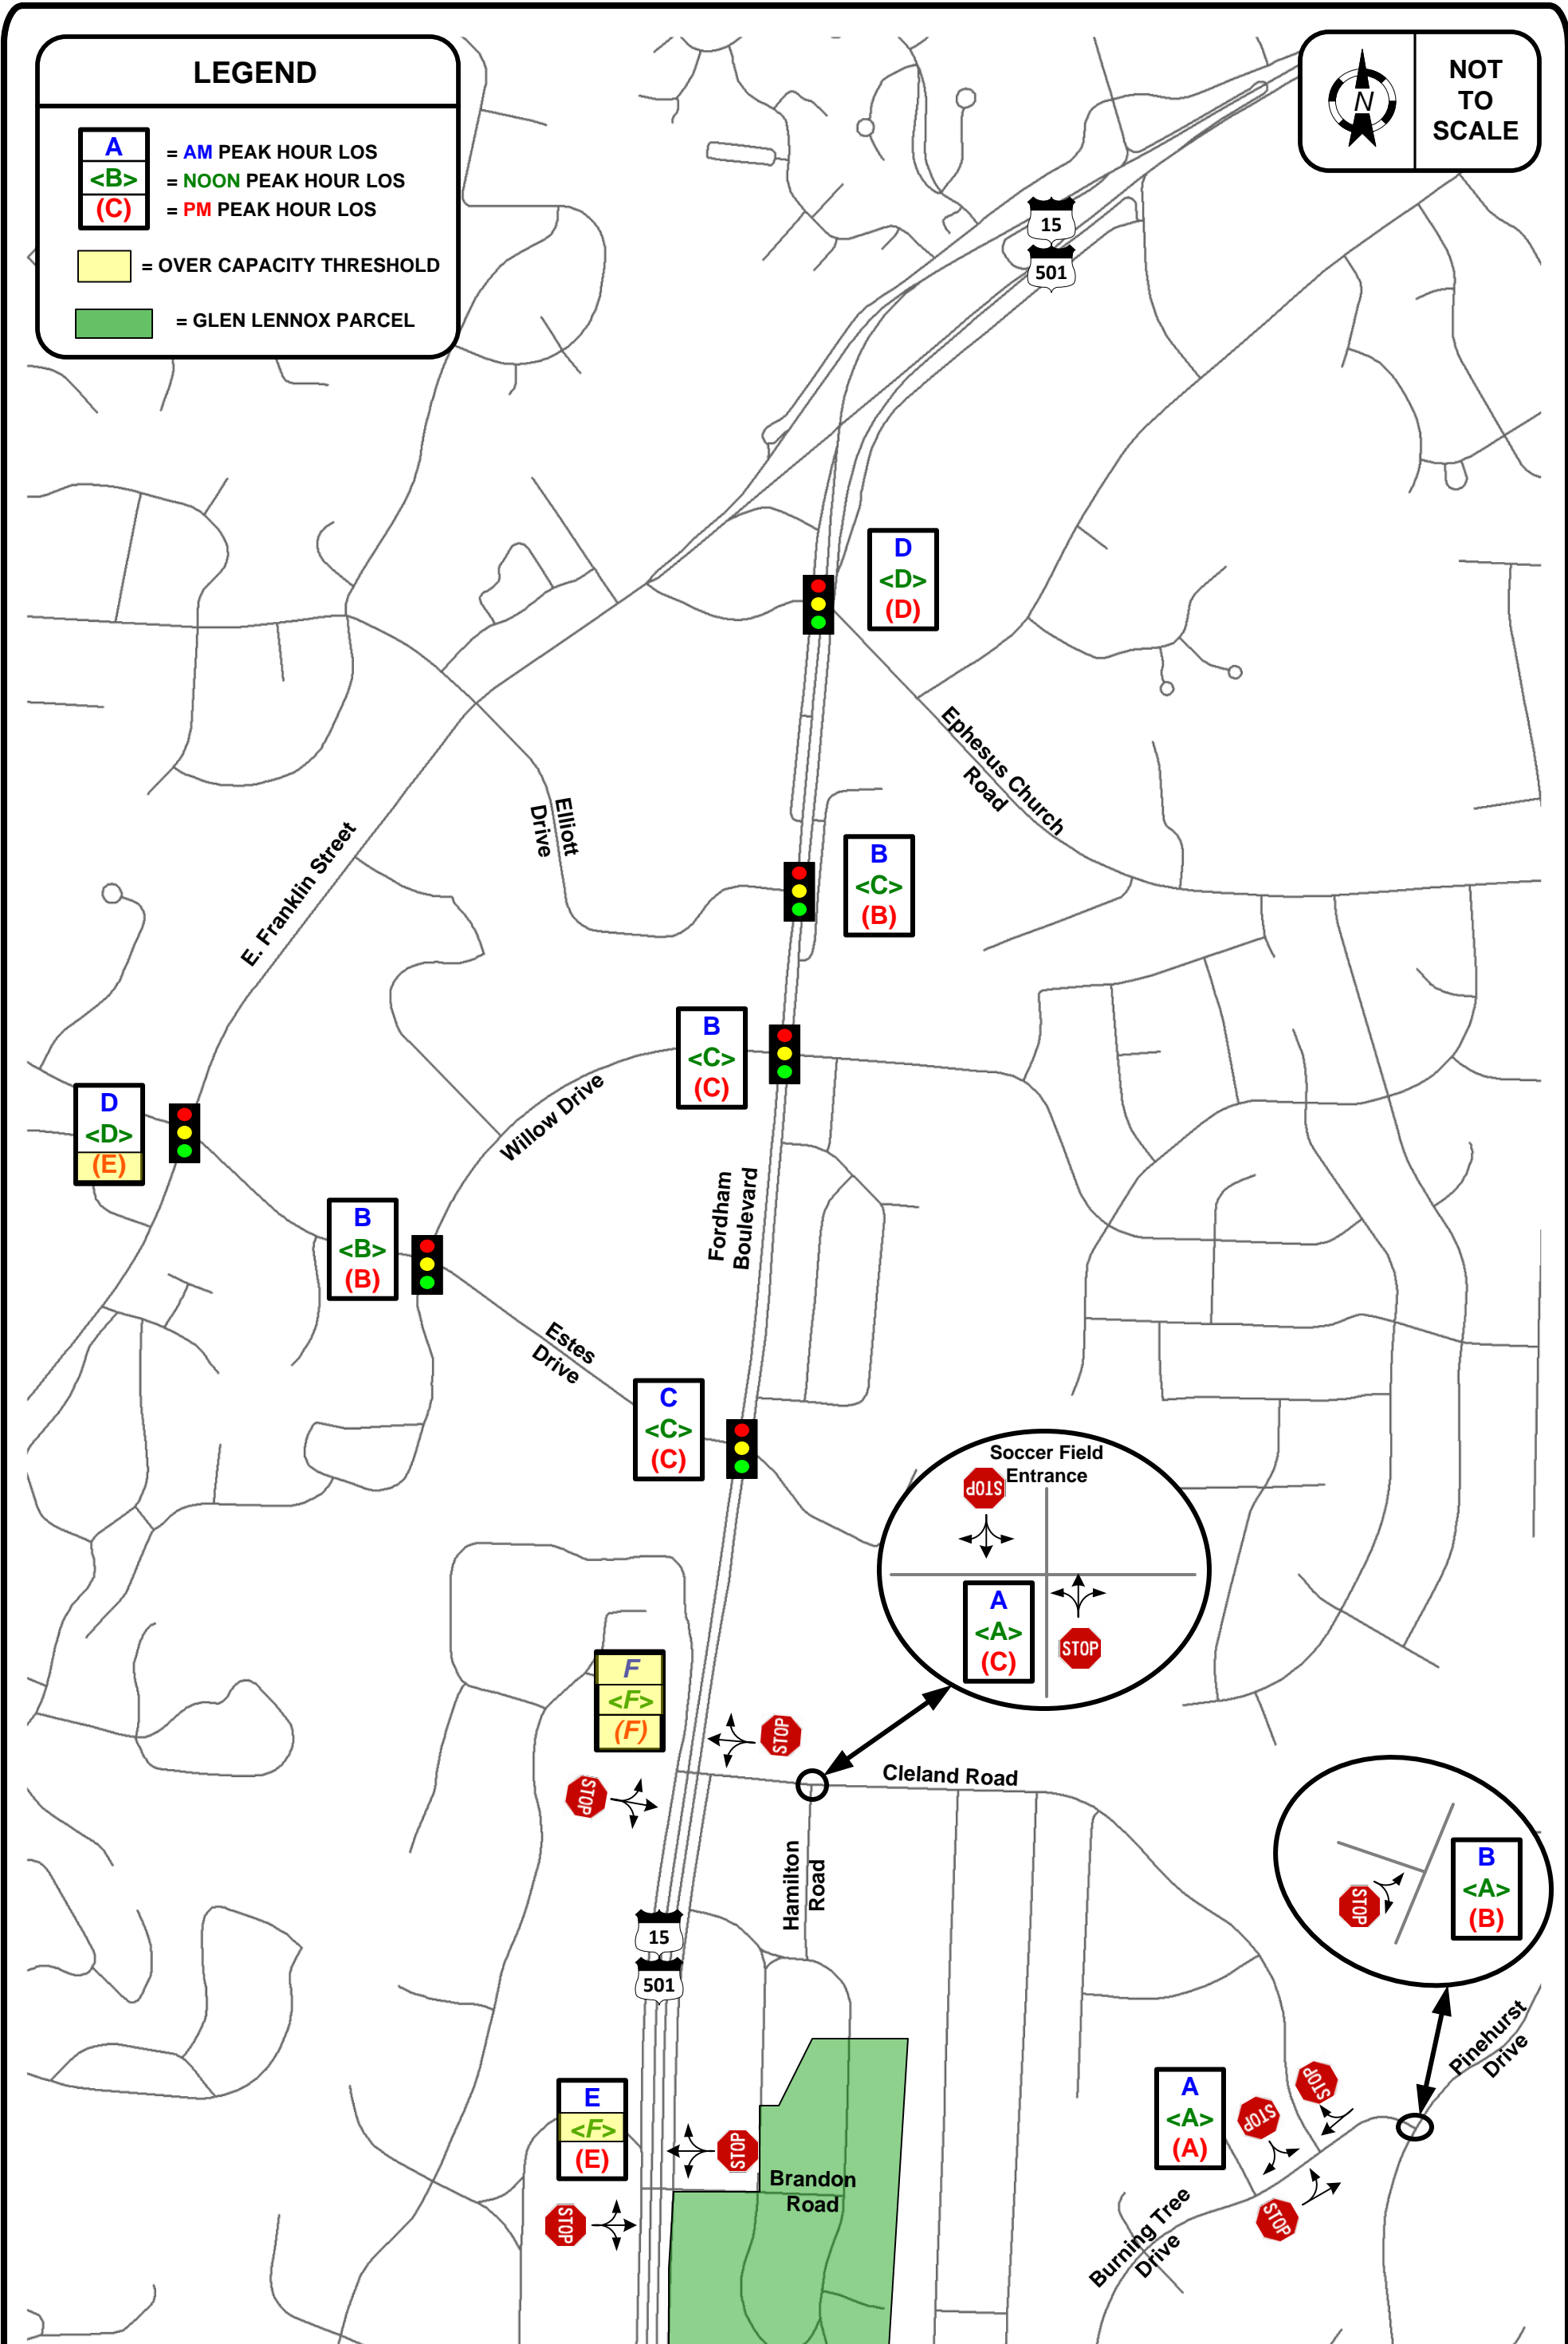 LEGEND
A
<B>
(C)
= AM PEAK HOUR LOS
= NOON PEAK HOUR LOS
= PM PEAK HOUR LOS
= OVER CAPACITY THRESHOLD
= GLEN LENNOX PARCEL
N
NOT
TO
SCALE
15
501
D
<D>
(D)
Ephesus Church
Road
Elliott
Drive
E. Franklin Street
B
<C>
(B)
B
<C>
(C)
Willow Drive
D
<D>
(E)
Fordham
Boulevard
B
<B>
(B)
Estes
Drive
C
<C>
(C)
Soccer Field
Entrance
STOP
A
<A>
(C)
STOP
F
<F>
(F)
STOP
STOP
Cleland Road
Hamilton
Road
B
<A>
(B)
STOP
15
501
Pinehurst
Drive
E
<F>
(E)
STOP
STOP
Brandon
Road
A
<A>
(A)
STOP
STOP
STOP
Burning Tree
Drive